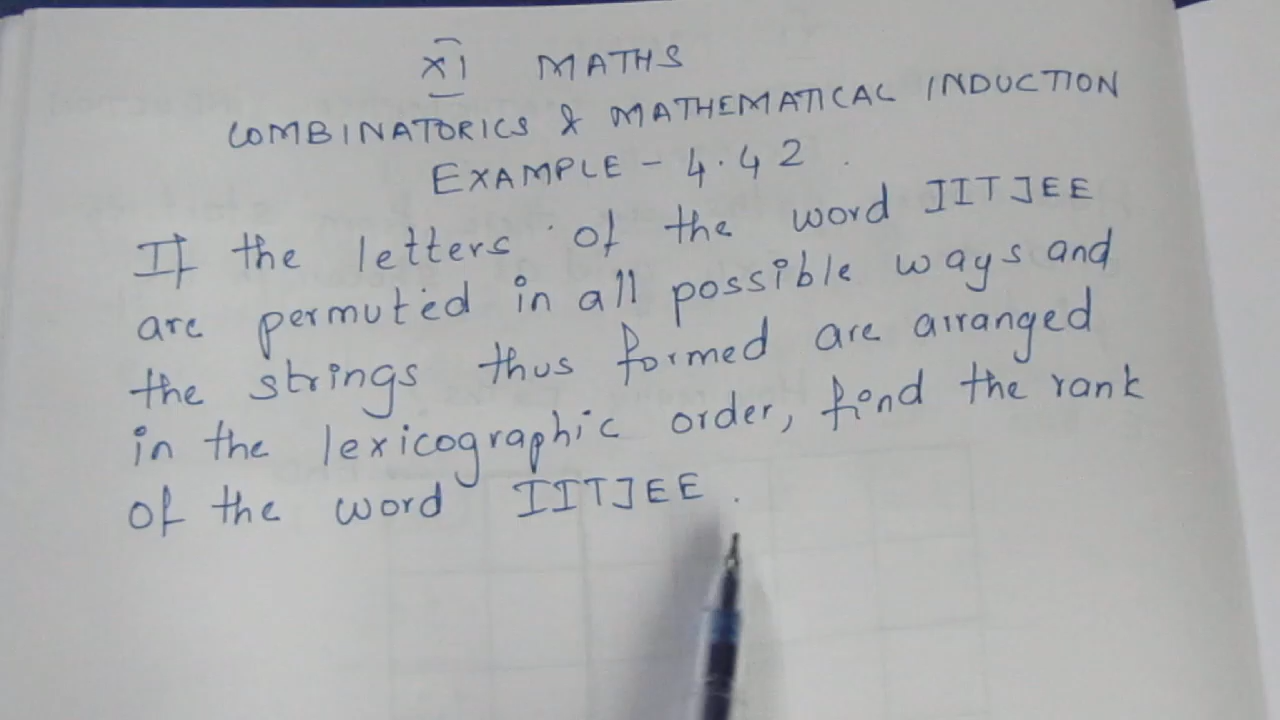 XI MATHS
COMBINATORICS & MATHEMATICAL INDUCTION
EXAMPLE - 4.42
If the letters of the word IITJEE
are permuted in all possible ways and
the strings thus formed are arranged
in the lexicographic order, find the rank
of the word IITJEE.